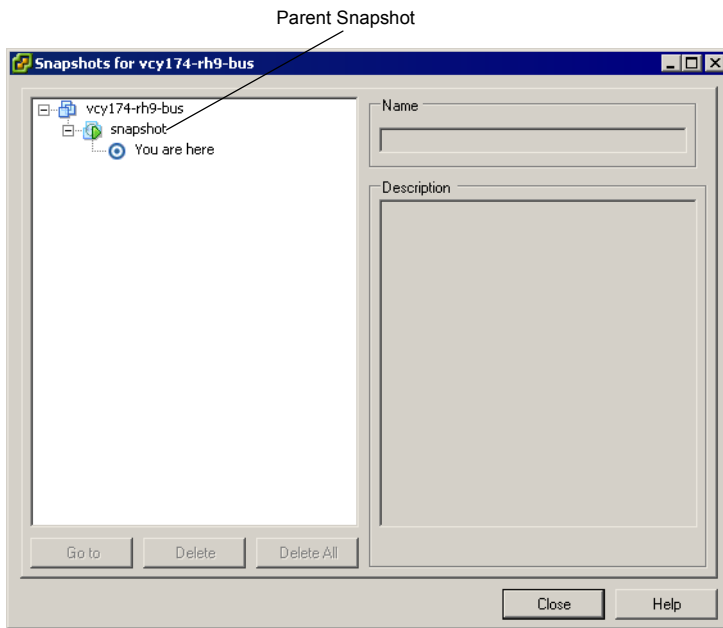 Parent Snapshot
Snapshots for vcy174-rh9-bus
vcy174-rh9-bus
snapshot
You are here
Name
Description
Go to
Delete
Delete All
Close
Help